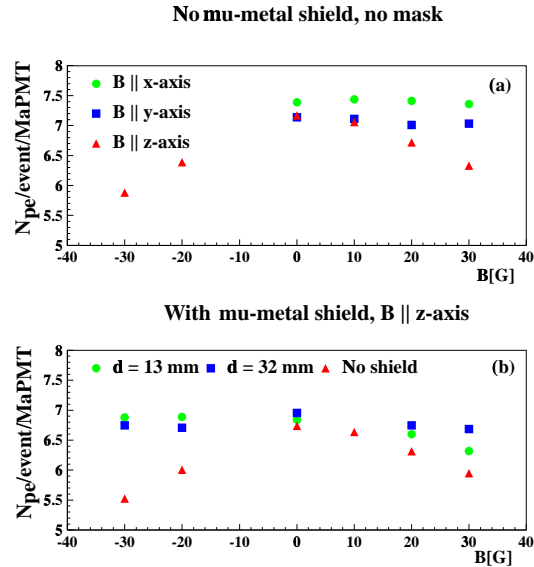 No mu-metal shield, no mask
Npe/event/MaPMT
8
7.5
7
6.5
6
5.5
5
B || x-axis
B || y-axis
B || z-axis
(a)
-40 -30 -20 -10 0 10 20 30 40
B[G]
With mu-metal shield, B || z-axis
Npe/event/MaPMT
8
7.5
7
6.5
6
5.5
5
d = 13 mm d = 32 mm No shield
(b)
-40 -30 -20 -10 0 10 20 30 40
B[G]